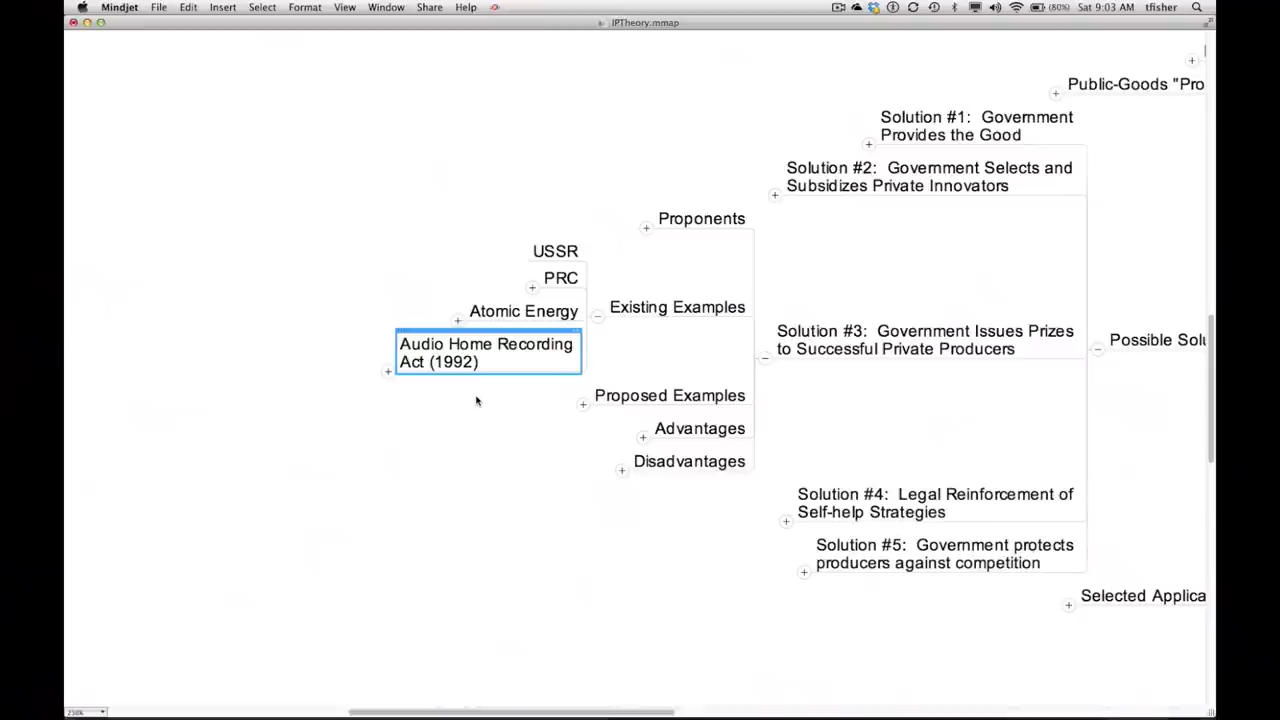 Mindjet File Edit Insert Select Format View Window Share Help (80%) Sat 9:03 AM tfisher
IPTheory.mmap
Public-Goods "Pro
Solution #1: Government
Provides the Good
Solution #2: Government Selects and
Subsidizes Private Innovators
Proponents
USSR
PRC
Atomic Energy
Existing Examples
Audio Home Recording
Act (1992)
Solution #3: Government Issues Prizes
to Successful Private Producers
Possible Solu
Proposed Examples
Advantages
Disadvantages
Solution #4: Legal Reinforcement of
Self-help Strategies
Solution #5: Government protects
producers against competition
Selected Applica